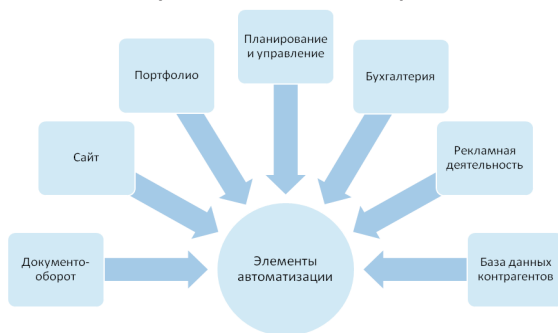 Планирование
и управление
Портфолио
Бухгалтерия
Сайт
Рекламная
деятельность
Документо-
оборот
Элементы
автоматизации
База данных
контрагентов